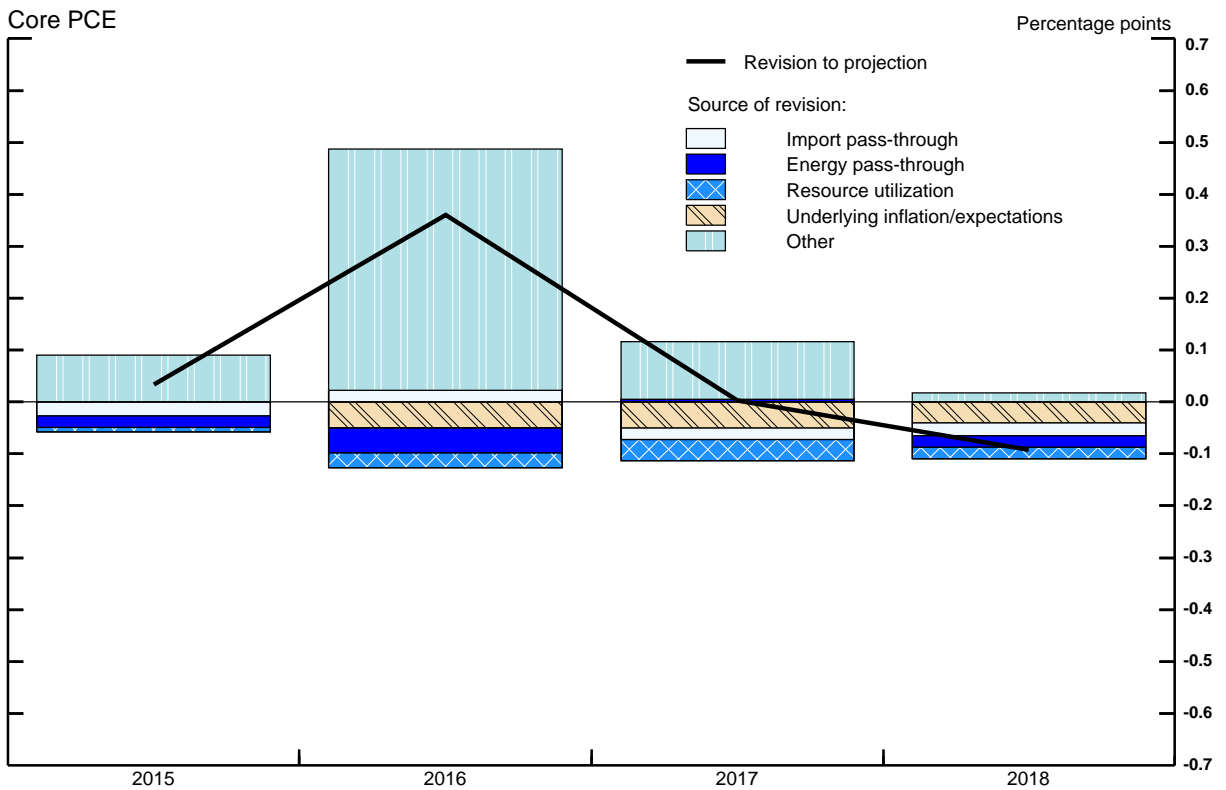 Core PCE
Percentage points
Revision to projection
Source of revision:
Import pass-through
Energy pass-through
Resource utilization
Underlying inflation/expectations
Other
0.7
0.6
0.5
0.4
0.3
0.2
0.1
0.0
-0.1
-0.2
-0.3
-0.4
-0.5
-0.6
-0.7
2015 2016 2017 2018